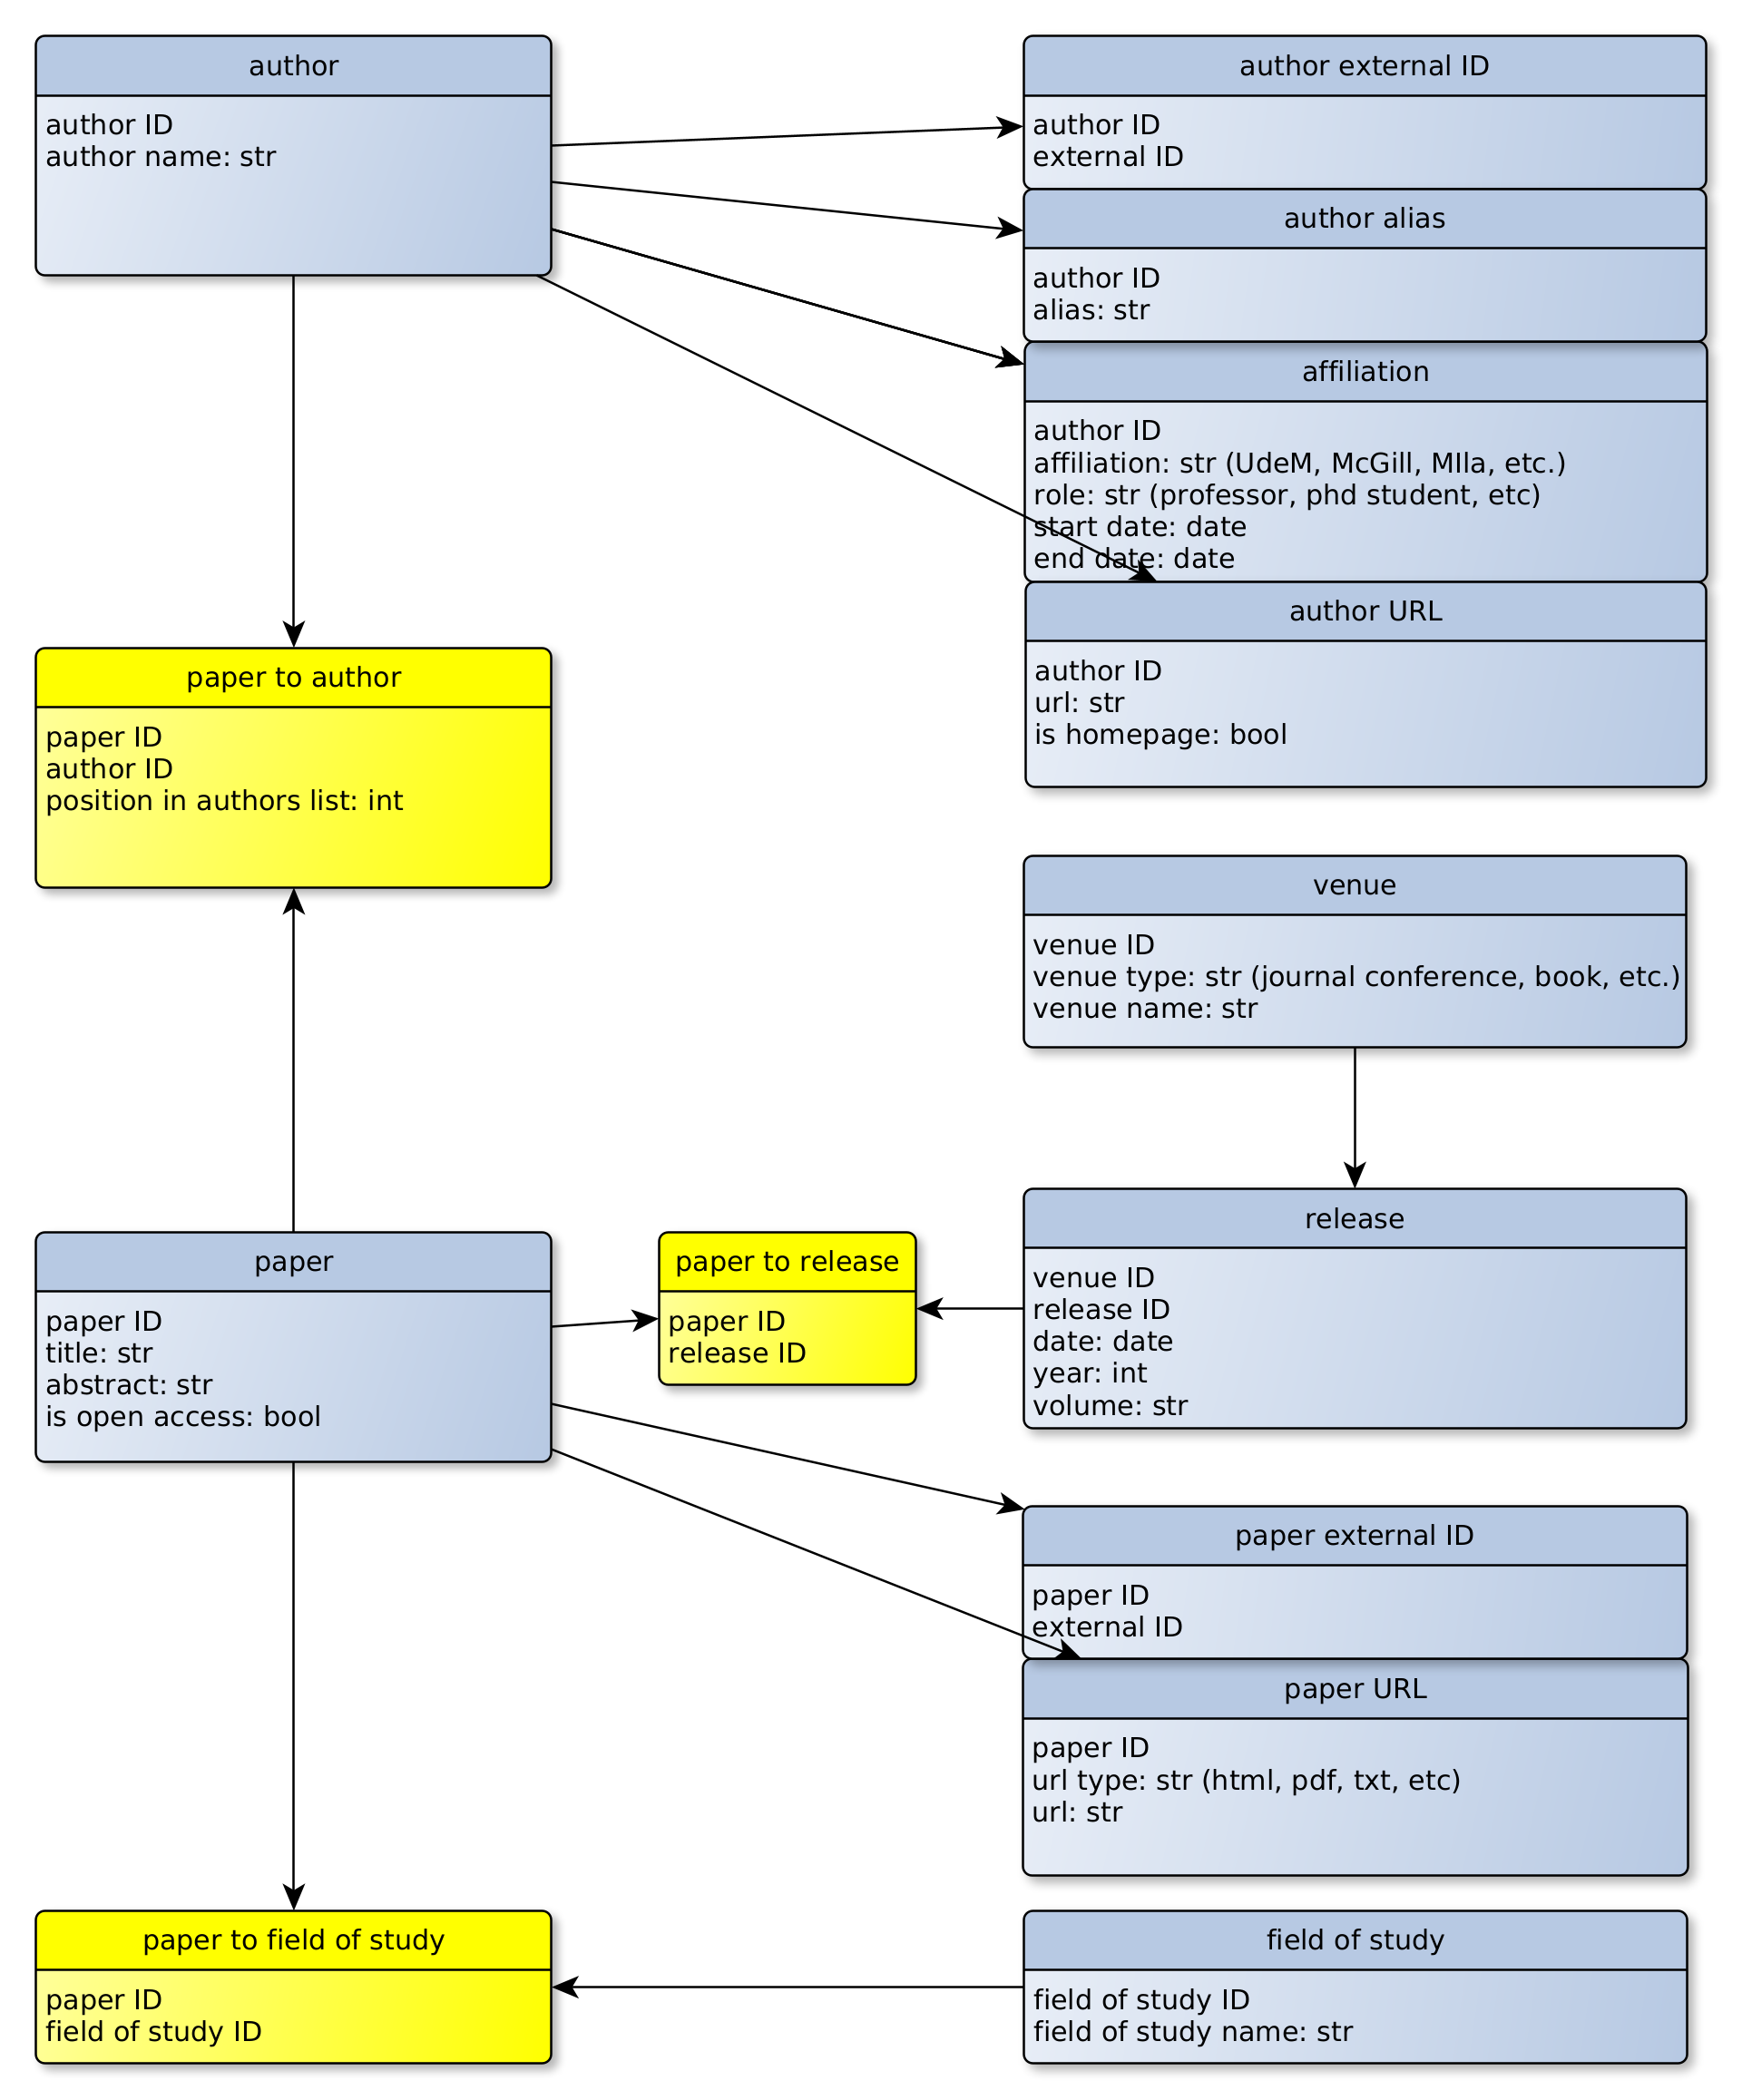 author
author ID
author name: str
author external ID
author ID
external ID
author alias
author ID
alias: str
affiliation
author ID
affiliation: str (UdeM, McGill, MIla, etc.)
role: str (professor, phd student, etc)
start date: date
end date: date
author URL
author ID
url: str
is homepage: bool
paper to author
paper ID
author ID
position in authors list: int
venue
venue ID
venue type: str (journal conference, book, etc.)
venue name: str
paper
paper ID
title: str
abstract: str
is open access: bool
paper to release
paper ID
release ID
release
venue ID
release ID
date: date
year: int
volume: str
paper external ID
paper ID
external ID
paper URL
paper ID
url type: str (html, pdf, txt, etc)
url: str
paper to field of study
paper ID
field of study ID
field of study
field of study ID
field of study name: str